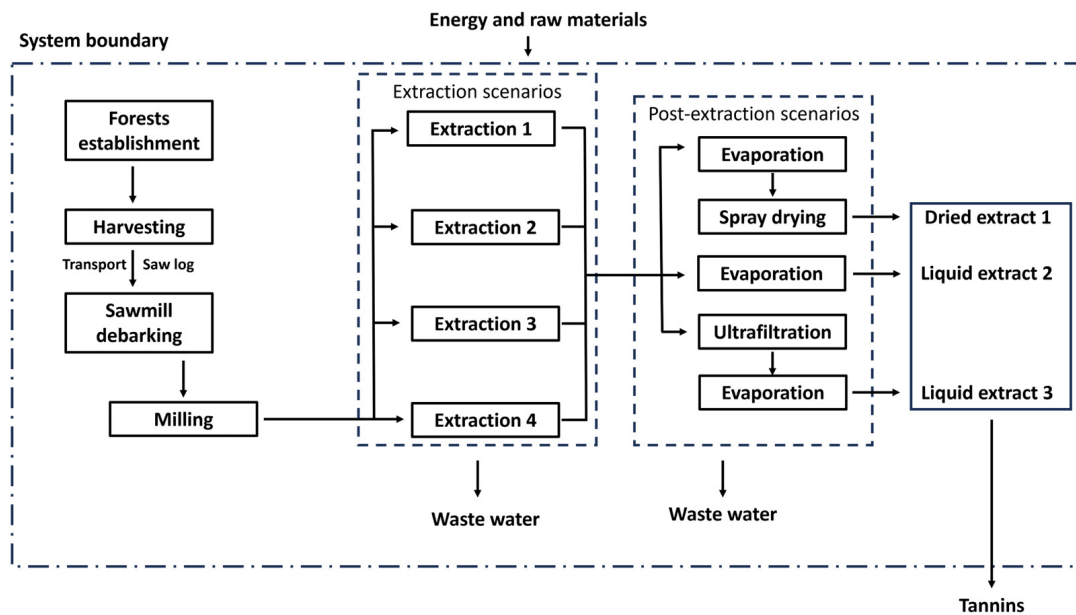 Energy and raw materials
System boundary
Forests
establishment
Harvesting
Transport
Saw log
Sawmill
debarking
Milling
Extraction scenarios
Extraction 1
Extraction 2
Extraction 3
Extraction 4
Waste water
Post-extraction scenarios
Evaporation
Spray drying
Evaporation
Ultrafiltration
Evaporation
Waste water
Dried extract 1
Liquid extract 2
Liquid extract 3
Tannins